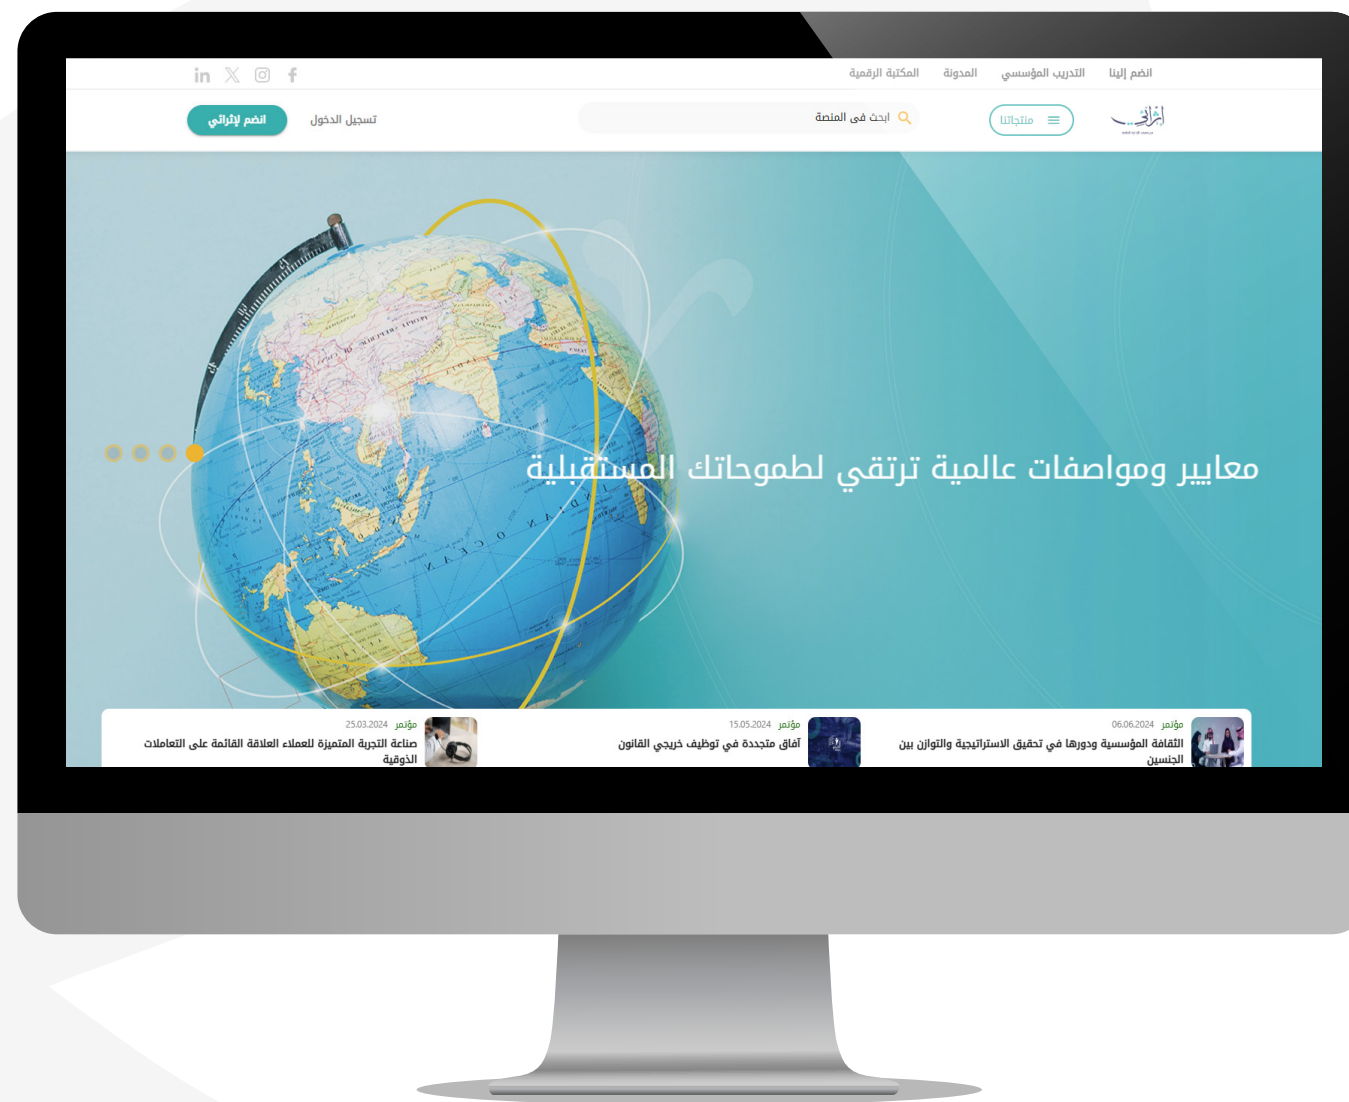 انضم إلينا
التدريب المؤسسي
المدونة
المكتبة الرقمية
إثرائي
منتجاتنا
ابحث في المنصة
تسجيل الدخول
انضم لإثرائي
معايير ومواصفات عالمية ترتقي لطموحاتك المستقبلية
مؤتمر 06.06.2024
الثقافة المؤسسية ودورها في تحقيق الاستراتيجية والتوازن بين
الجنسين
مؤتمر 15.05.2024
آفاق متجددة في توظيف خريجي القانون
مؤتمر 25.03.2024
صناعة التجربة المتميزة للعملاء العلاقة القائمة على التعاملات
الذوقية